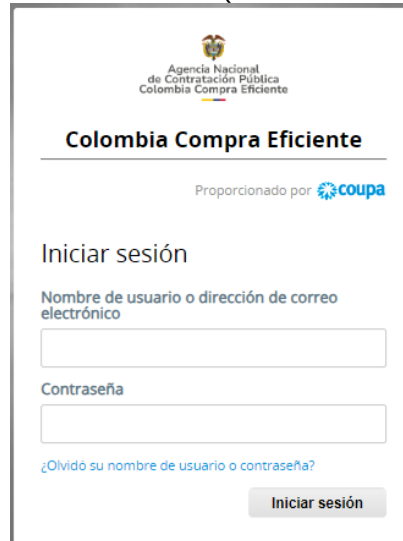 Agencia Nacional
de Contratación Pública
Colombia Compra Eficiente
Colombia Compra Eficiente
Proporcionado por coupa
Iniciar sesión
Nombre de usuario o dirección de correo
electrónico
Contraseña
¿Olvidó su nombre de usuario o contraseña?
Iniciar sesión